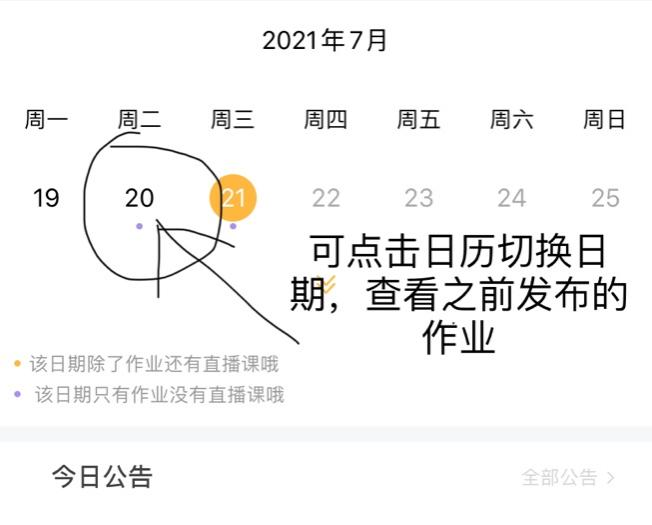 2021年7月
周一 周二 周三 周四 周五 周六 周日
19 20 21 22 23 24 25
可点击日历切换日
期，查看之前发布的
作业
该日期除了作业还有直播课哦
该日期只有作业没有直播课哦
今日公告 全部公告 >